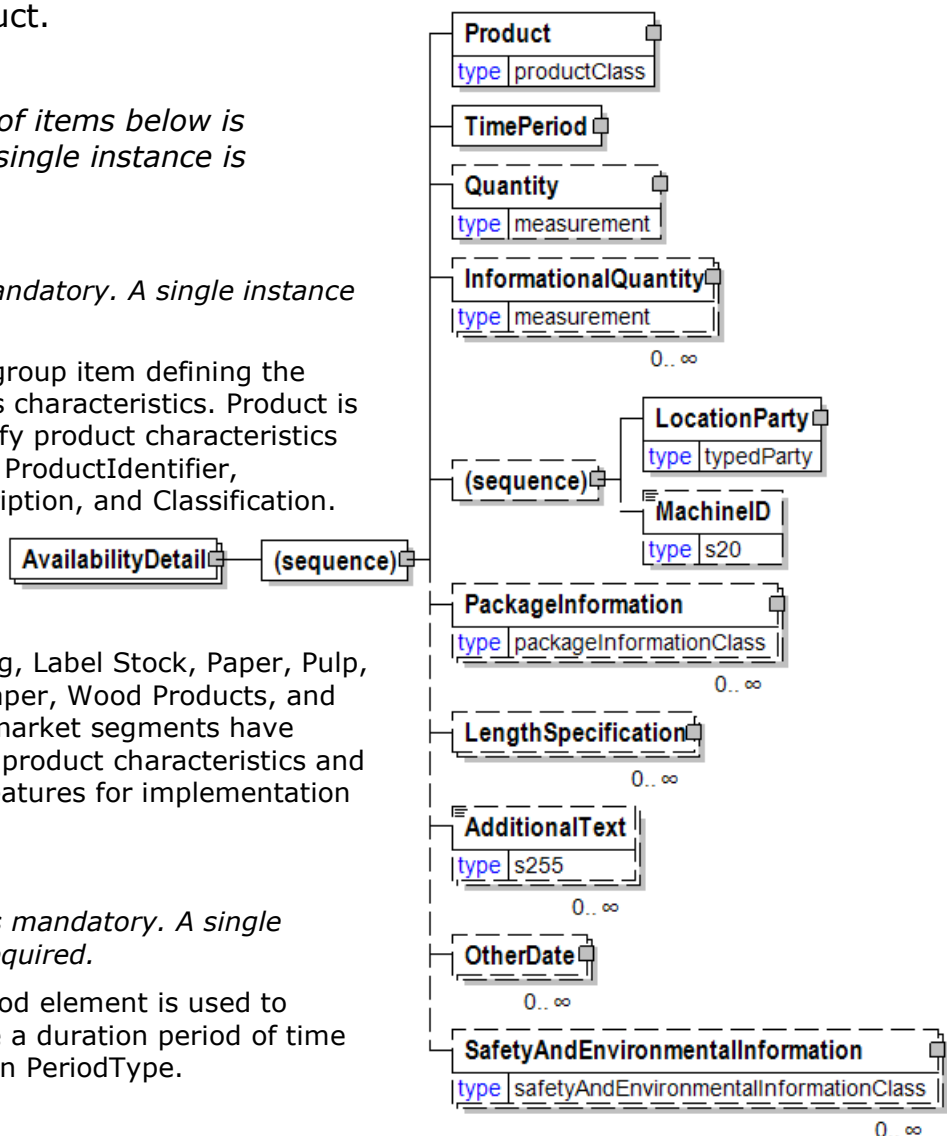 uct.
of items below is
single instance is
andatory. A single instance
group item defining the
s characteristics. Product is
fy product characteristics
ProductIdentifier,
iption, and Classification.
g, Label Stock, Paper, Pulp,
aper, Wood Products, and
market segments have
product characteristics and
eatures for implementation
s mandatory. A single
quired.
od element is used to
e a duration period of time
n PeriodType.
AvailabilityDetail
(sequence)
Product
type productClass
TimePeriod
Quantity
type measurement
InformationalQuantity
type measurement
0.. ∞
(sequence)
LocationParty
type typedParty
MachineID
type s20
PackageInformation
type packageInformationClass
0.. ∞
LengthSpecification
0.. ∞
AdditionalText
type s255
0.. ∞
OtherDate
0.. ∞
SafetyAndEnvironmentalInformation
type safetyAndEnvironmentalInformationClass
0.. ∞